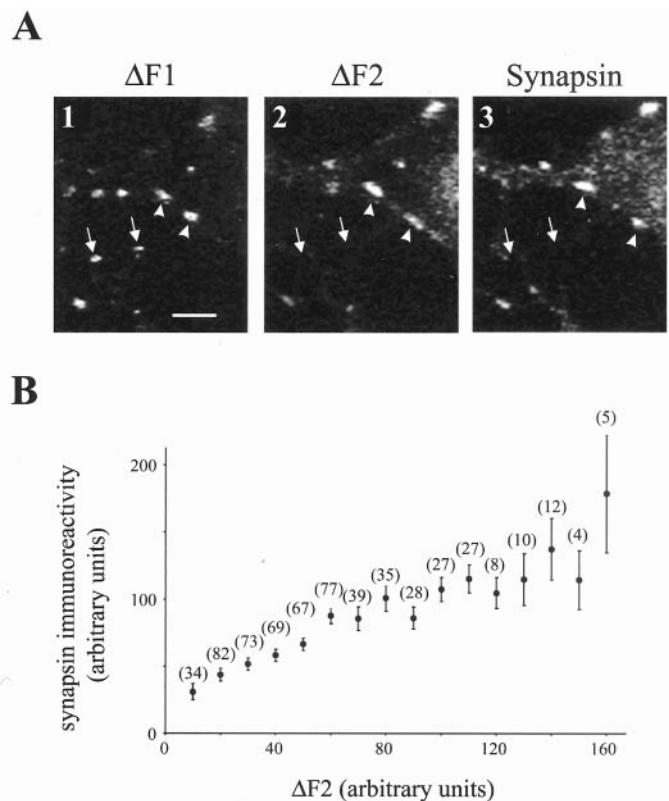 A
ΔF1 ΔF2 Synapsin
1 2 3
B
synapsin immunoreactivity
(arbitrary units)
200
100
0
(34) (82) (73) (69) (67) (77) (39) (35) (28) (27) (27) (8) (10) (12) (4) (5)
0 40 80 120 160
ΔF2 (arbitrary units)